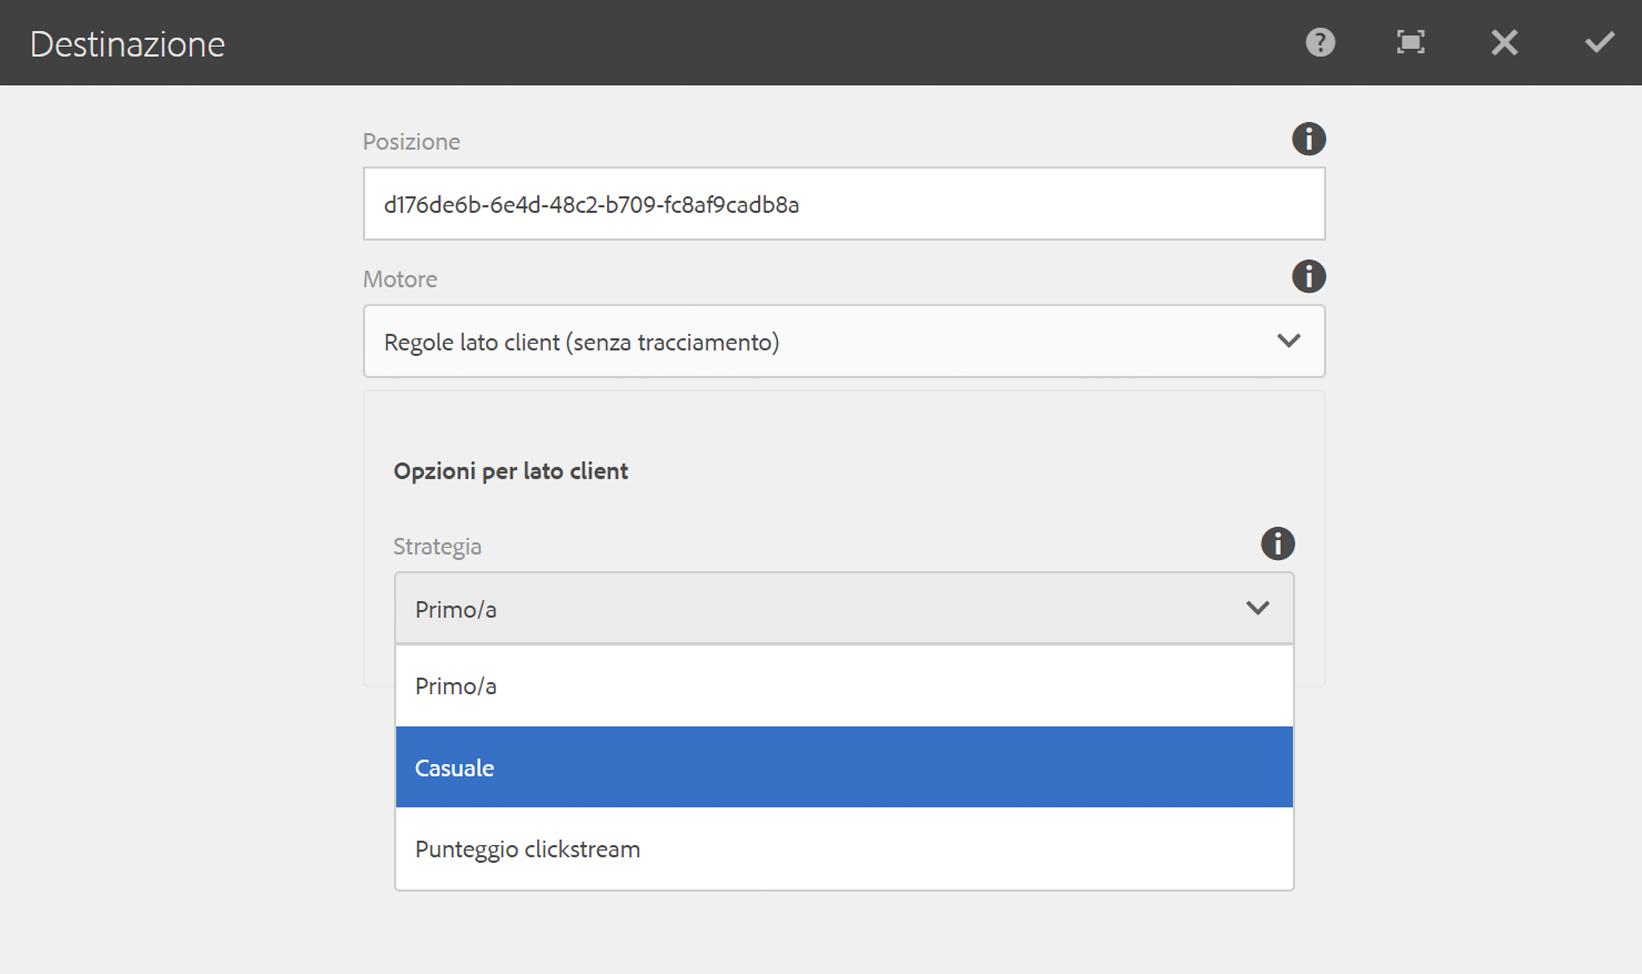 Destinazione
Posizione
d176de6b-6e4d-48c2-b709-fc8af9cadb8a
Motore
Regole lato client (senza tracciamento)
Opzioni per lato client
Strategia
Primo/a
Primo/a
Casuale
Punteggio clickstream